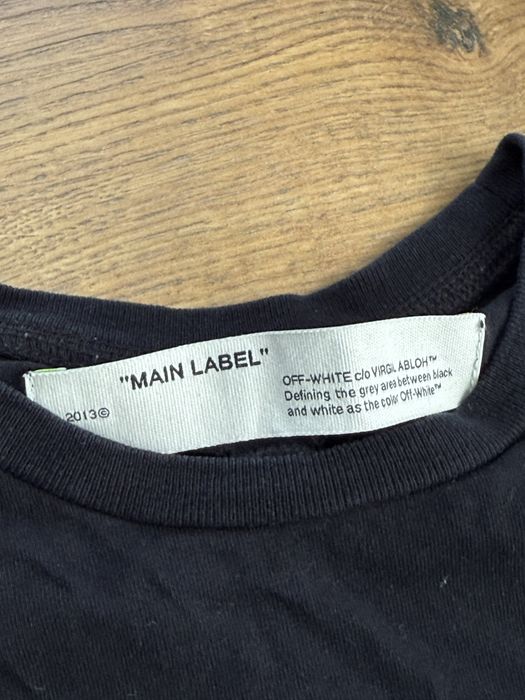 "MAIN LABEL"
2013©
OFF-WHITE c/o VIRGIL ABLOH™
Defining the grey area between black
and white as the color Off-White™